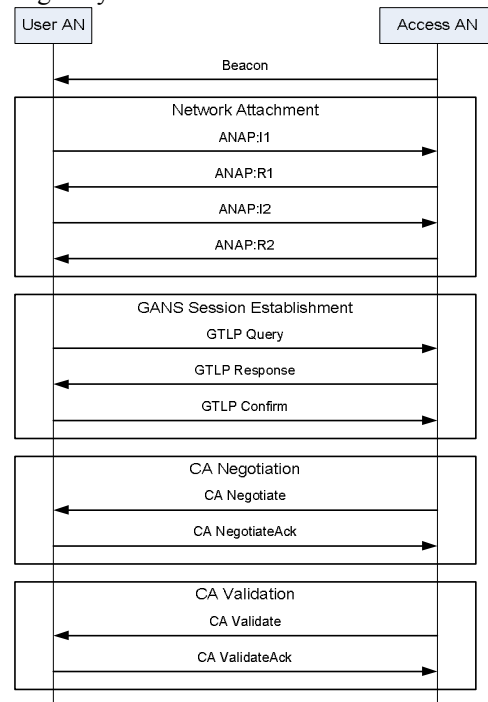 User AN
Access AN
Beacon
Network Attachment
ANAP:I1
ANAP:R1
ANAP:I2
ANAP:R2
GANS Session Establishment
GTLP Query
GTLP Response
GTLP Confirm
CA Negotiation
CA Negotiate
CA NegotiateAck
CA Validation
CA Validate
CA ValidateAck